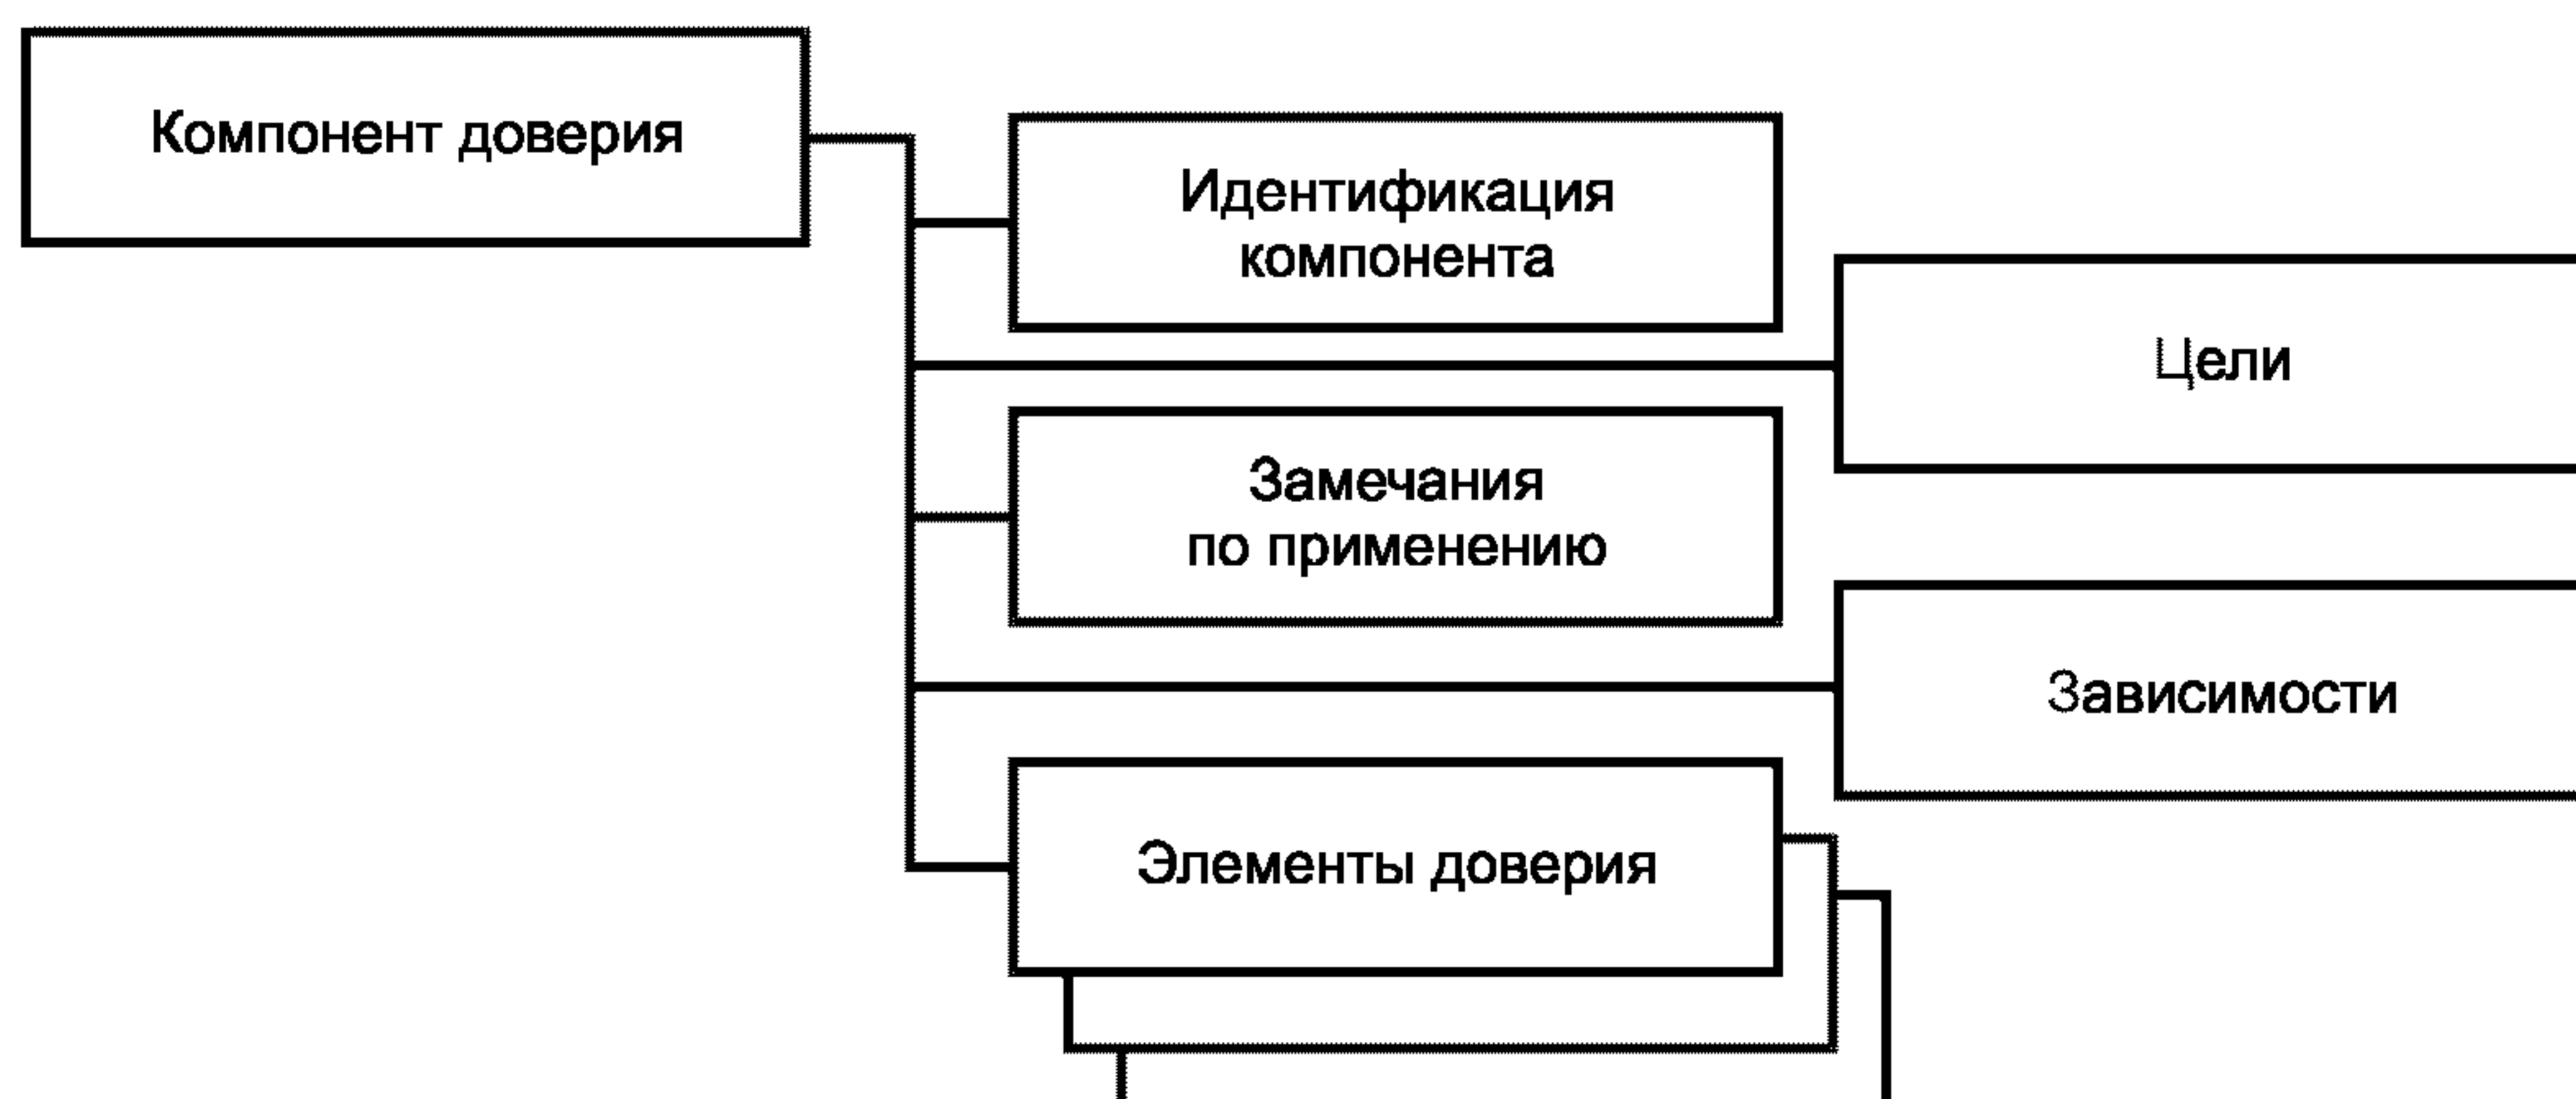 Компонент доверия
Идентификация
компонента
Цели
Замечания
по применению
Зависимости
Элементы доверия